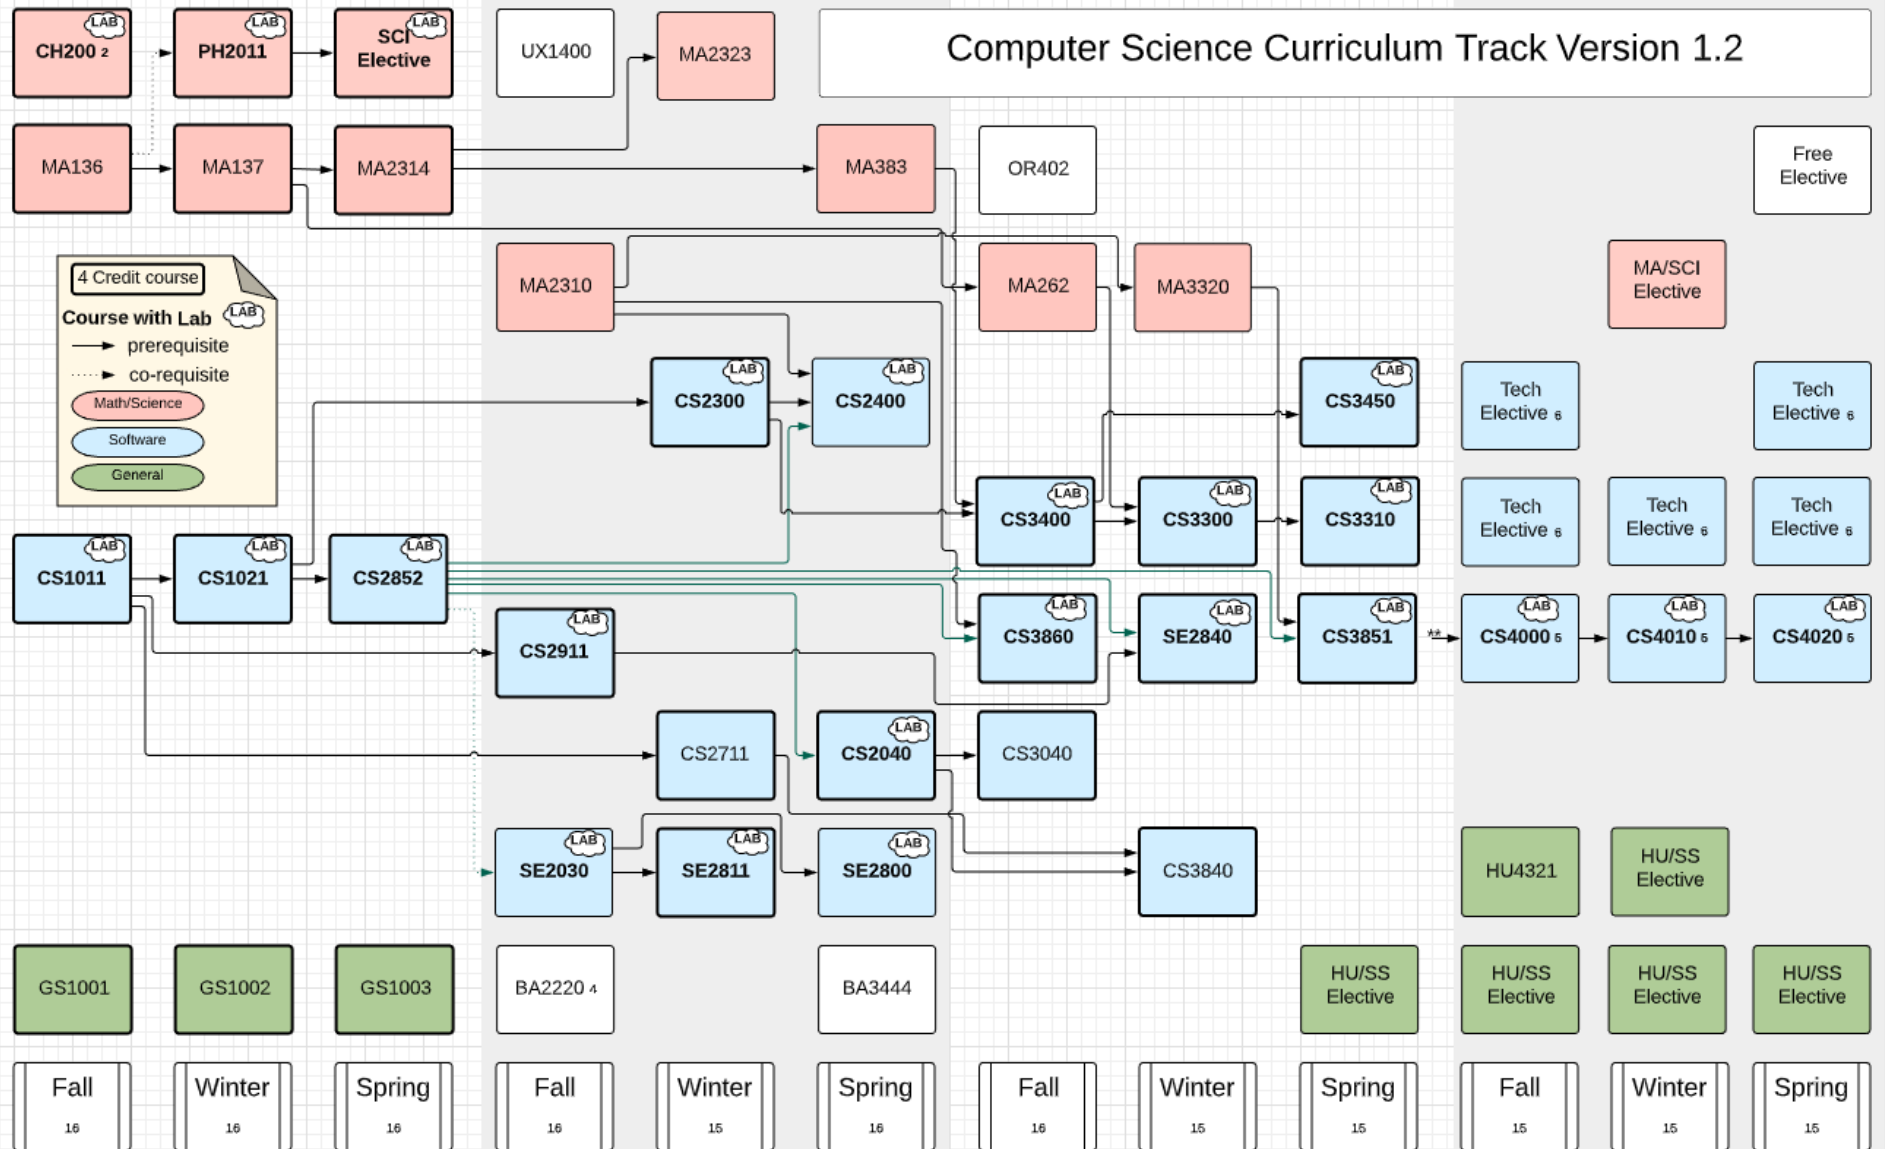 LAB
CH200 2
LAB
PH2011
LAB
SCI
Elective
UX1400
MA2323
Computer Science Curriculum Track Version 1.2
MA136
MA137
MA2314
MA383
OR402
Free
Elective
4 Credit course
Course with Lab
LAB
prerequisite
co-requisite
Math/Science
Software
General
MA2310
MA262
MA3320
MA/SCI
Elective
LAB
CS2300
LAB
CS2400
LAB
CS3450
Tech
Elective 6
Tech
Elective 6
LAB
CS3400
LAB
CS3300
LAB
CS3310
Tech
Elective 6
Tech
Elective 6
Tech
Elective 6
LAB
CS1011
LAB
CS1021
LAB
CS2852
LAB
CS2911
LAB
CS3860
LAB
SE2840
LAB
CS3851
**
LAB
CS4000 5
LAB
CS4010 5
LAB
CS4020 5
CS2711
LAB
CS2040
CS3040
LAB
SE2030
LAB
SE2811
LAB
SE2800
CS3840
HU4321
HU/SS
Elective
GS1001
GS1002
GS1003
BA2220 4
BA3444
HU/SS
Elective
HU/SS
Elective
HU/SS
Elective
HU/SS
Elective
Fall
16
Winter
16
Spring
16
Fall
16
Winter
15
Spring
16
Fall
16
Winter
15
Spring
15
Fall
15
Winter
15
Spring
15